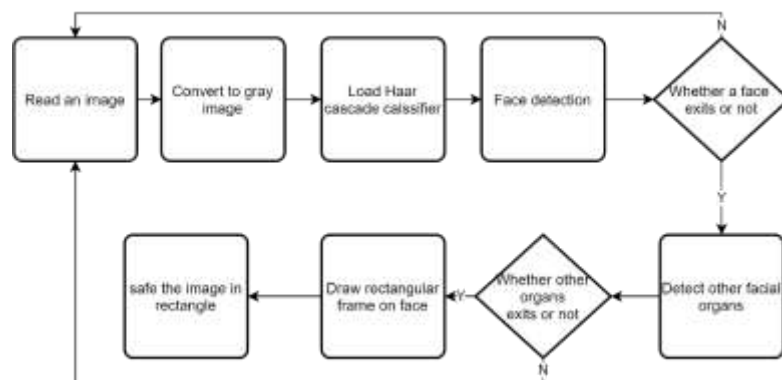 N
Read an image
Convert to gray
image
Load Haar
cascade calssifier
Face detection
Whether a face
exits or not
Y
safe the image in
rectangle
Draw rectangular
frame on face
Y
Whether other
organs
exits or not
Detect other facial
organs
N